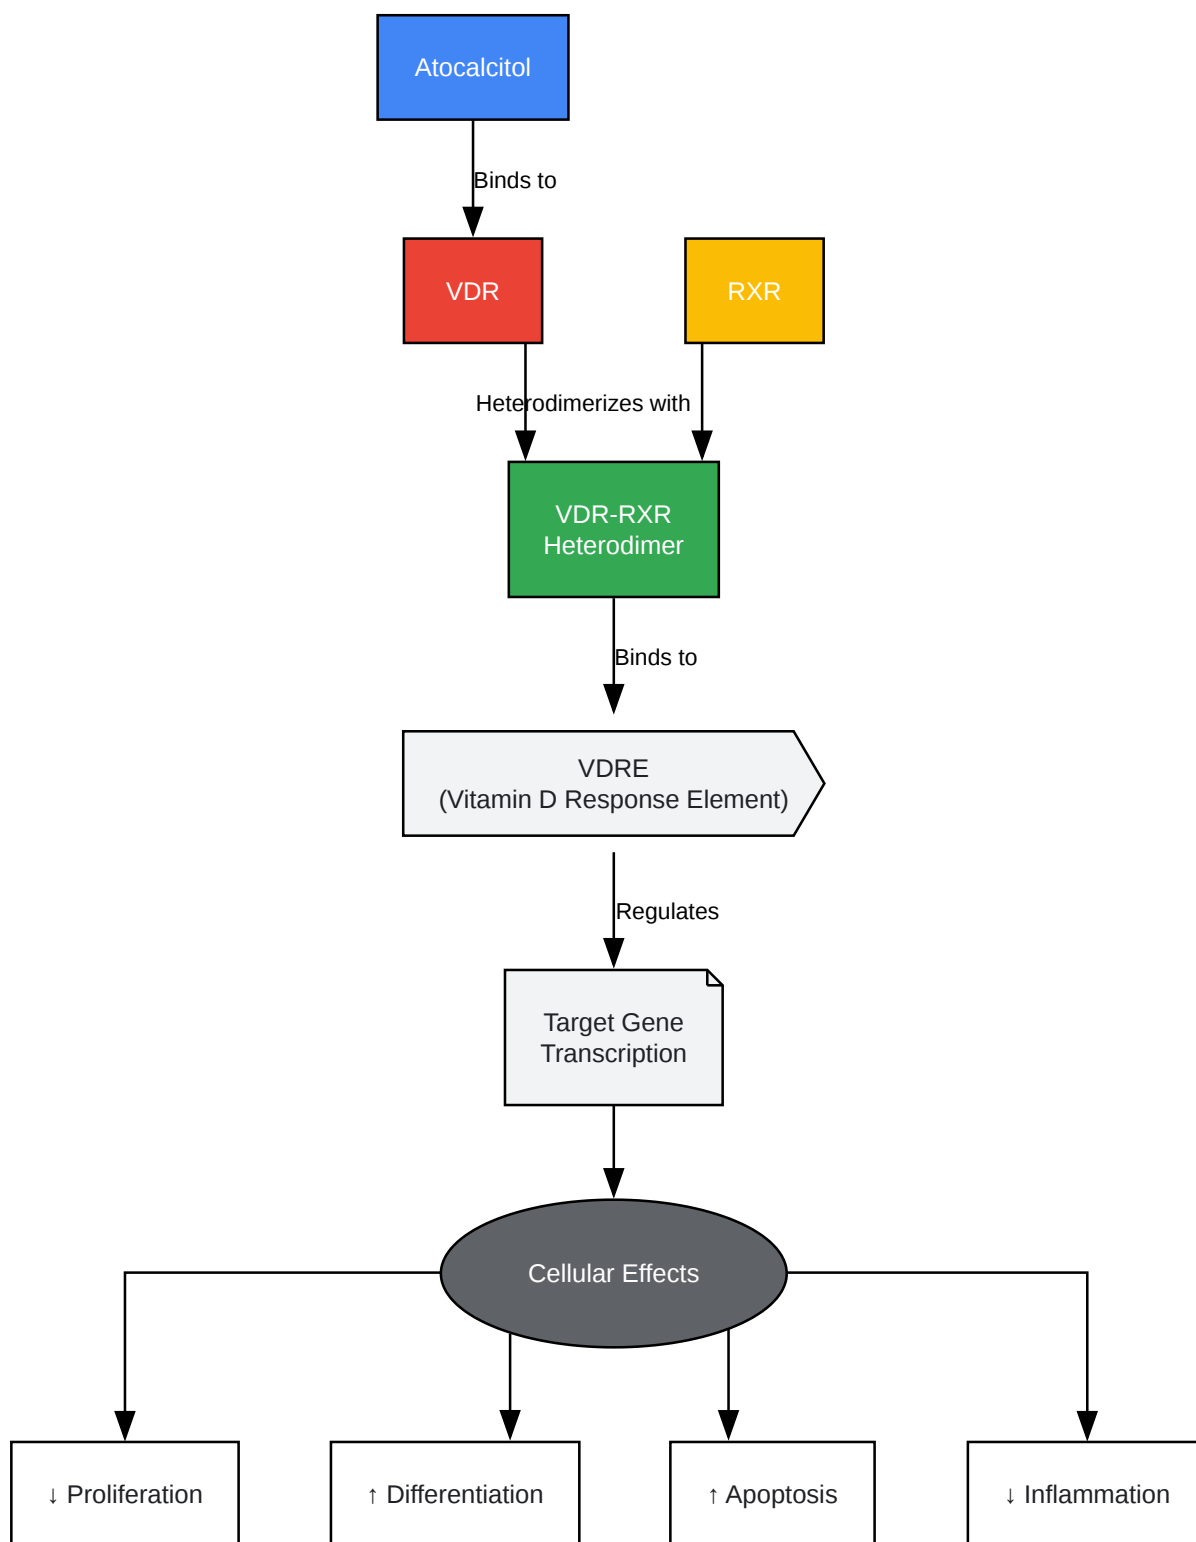 Atocalcitol
Binds to
VDR
RXR
Heterodimerizes with
VDR-RXR
Heterodimer
Binds to
VDRE
(Vitamin D Response Element)
Regulates
Target Gene
Transcription
Cellular Effects
↓ Proliferation
↑ Differentiation
↑ Apoptosis
↓ Inflammation